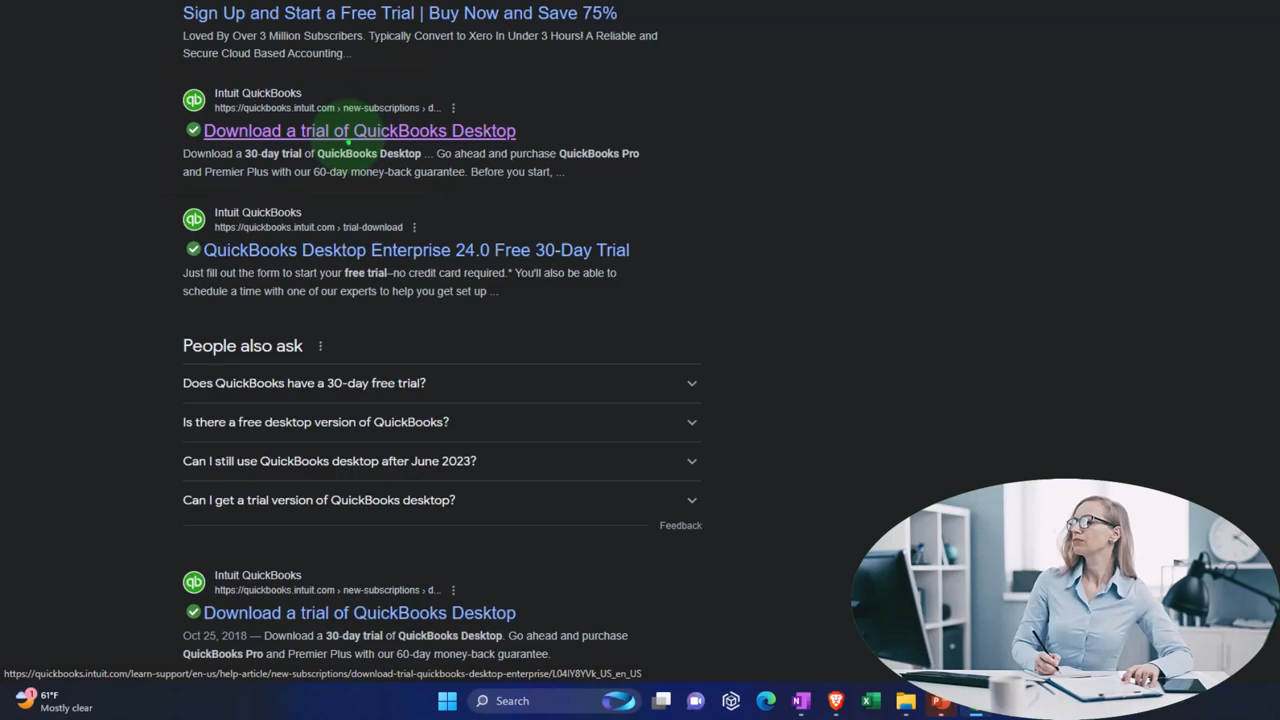 Sign Up and Start a Free Trial | Buy Now and Save 75%
Loved By Over 3 Million Subscribers. Typically Convert to Xero In Under 3 Hours! A Reliable and
Secure Cloud Based Accounting...
qb
Intuit QuickBooks
https://quickbooks.intuit.com › new-subscriptions › d...
Download a trial of QuickBooks Desktop
Download a 30-day trial of QuickBooks Desktop ... Go ahead and purchase QuickBooks Pro
and Premier Plus with our 60-day money-back guarantee. Before you start, ...
qb
Intuit QuickBooks
https://quickbooks.intuit.com › trial-download
QuickBooks Desktop Enterprise 24.0 Free 30-Day Trial
Just fill out the form to start your free trial–no credit card required.* You'll also be able to
schedule a time with one of our experts to help you get set up ...
People also ask
Does QuickBooks have a 30-day free trial?
Is there a free desktop version of QuickBooks?
Can I still use QuickBooks desktop after June 2023?
Can I get a trial version of QuickBooks desktop?
Feedback
qb
Intuit QuickBooks
https://quickbooks.intuit.com › new-subscriptions › d...
Download a trial of QuickBooks Desktop
Oct 25, 2018 — Download a 30-day trial of QuickBooks Desktop. Go ahead and purchase
QuickBooks Pro and Premier Plus with our 60-day money-back guarantee.
https://quickbooks.intuit.com/learn-support/en-us/help-article/new-subscriptions/download-trial-quickbooks-desktop-enterprise/L04IY8YVk_US_en_US
1
61°F
Mostly clear
Search